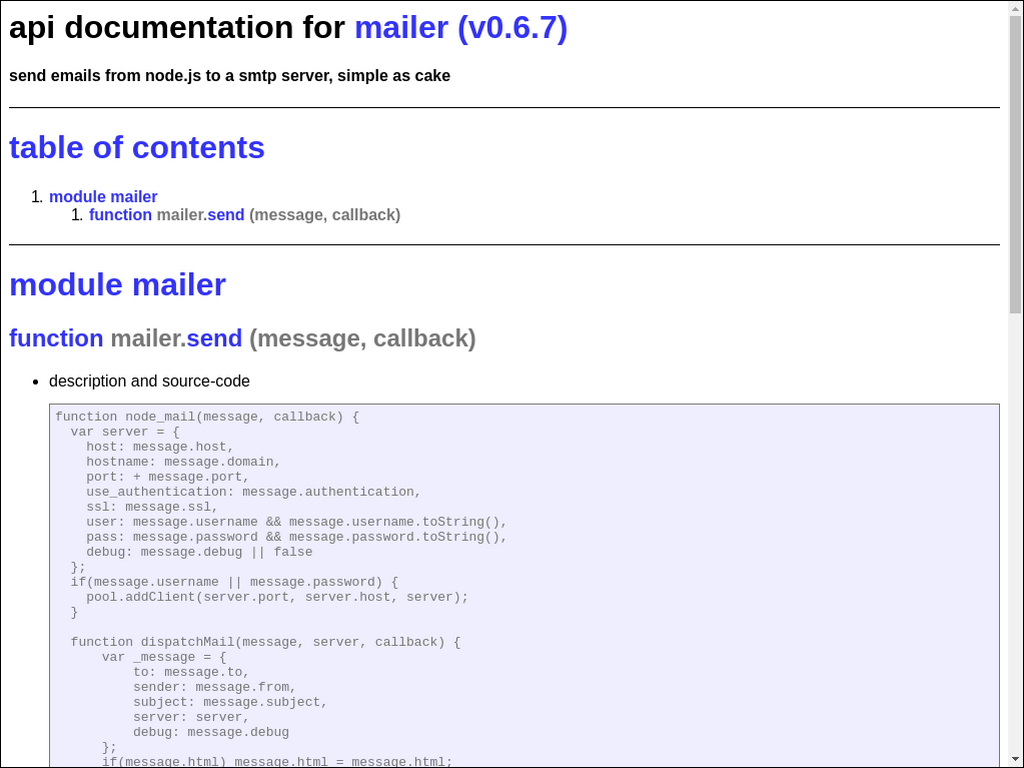 api documentation for mailer (v0.6.7)
send emails from node.js to a smtp server, simple as cake
table of contents
1. module mailer
1. function mailer.send (message, callback)
module mailer
function mailer.send (message, callback)
• description and source-code
function node_mail(message, callback) {
  var server = {
    host: message.host,
    hostname: message.domain,
    port: + message.port,
    use_authentication: message.authentication,
    ssl: message.ssl,
    user: message.username && message.username.toString(),
    pass: message.password && message.password.toString(),
    debug: message.debug || false
  };
  if(message.username || message.password) {
    pool.addClient(server.port, server.host, server);
  }
  function dispatchMail(message, server, callback) {
      var _message = {
          to: message.to,
          sender: message.from,
          subject: message.subject,
          server: server,
          debug: message.debug
      };
      if(message.html) message.html = message.html;